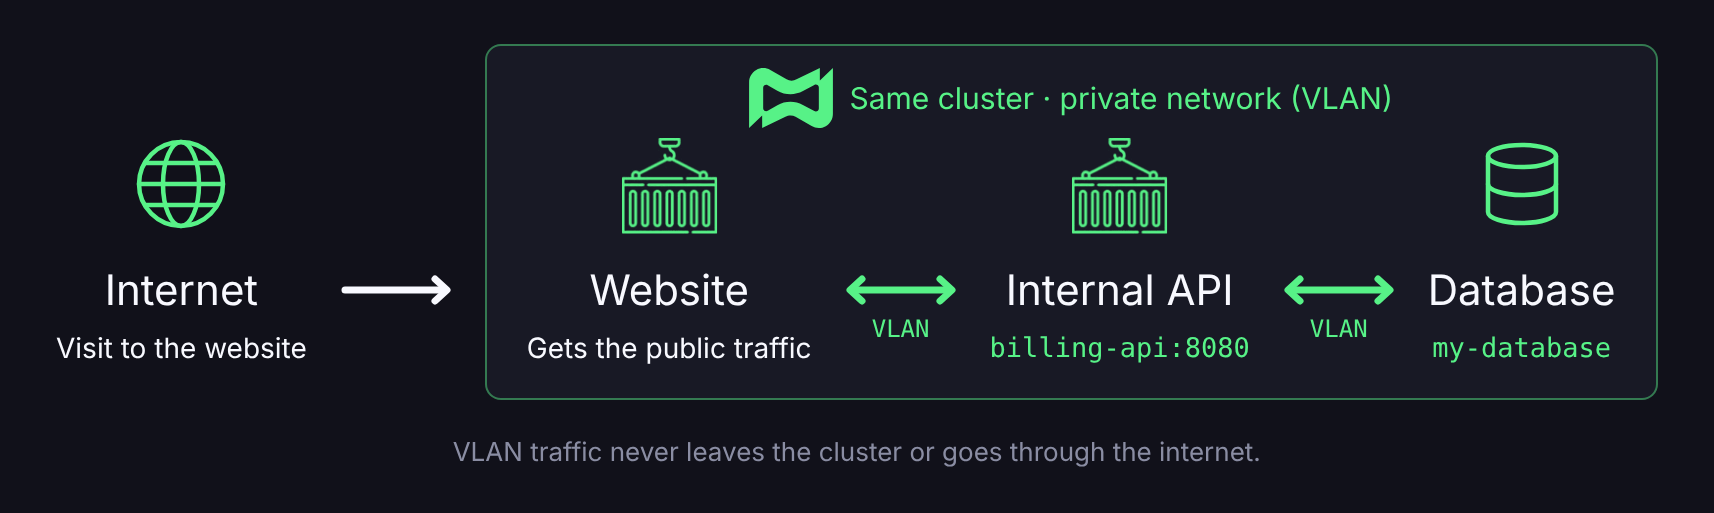 Same cluster · private network (VLAN)
Internet
Visit to the website
Website
Gets the public traffic
VLAN
Internal API
billing-api:8080
VLAN
Database
my-database
VLAN traffic never leaves the cluster or goes through the internet.